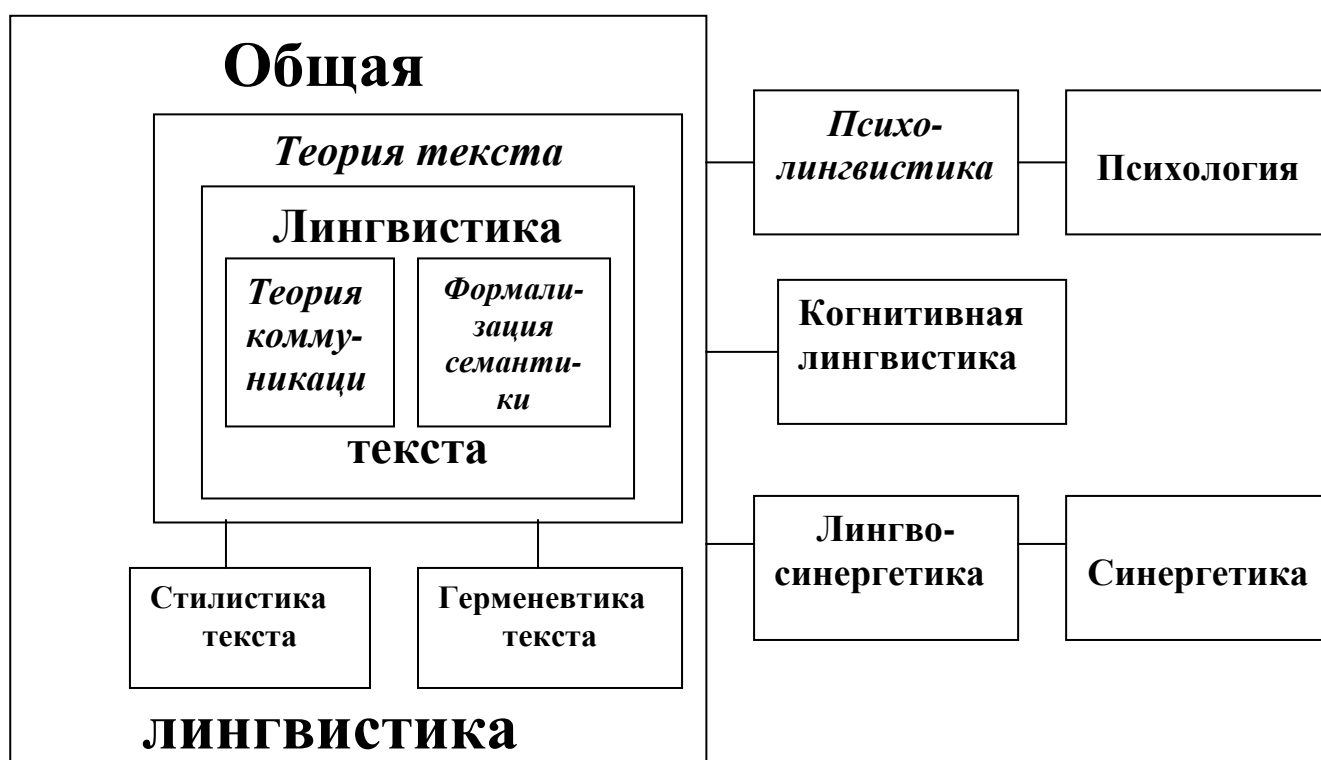 Общая
Теория текста
Лингвистика
Теория
комму-
никаци
Формали-
зация
семанти-
ки
текста
Стилистика
текста
Герменевтика
текста
лингвистика
Психо-
лингвистика
Психология
Когнитивная
лингвистика
Лингво-
синергетика
Синергетика